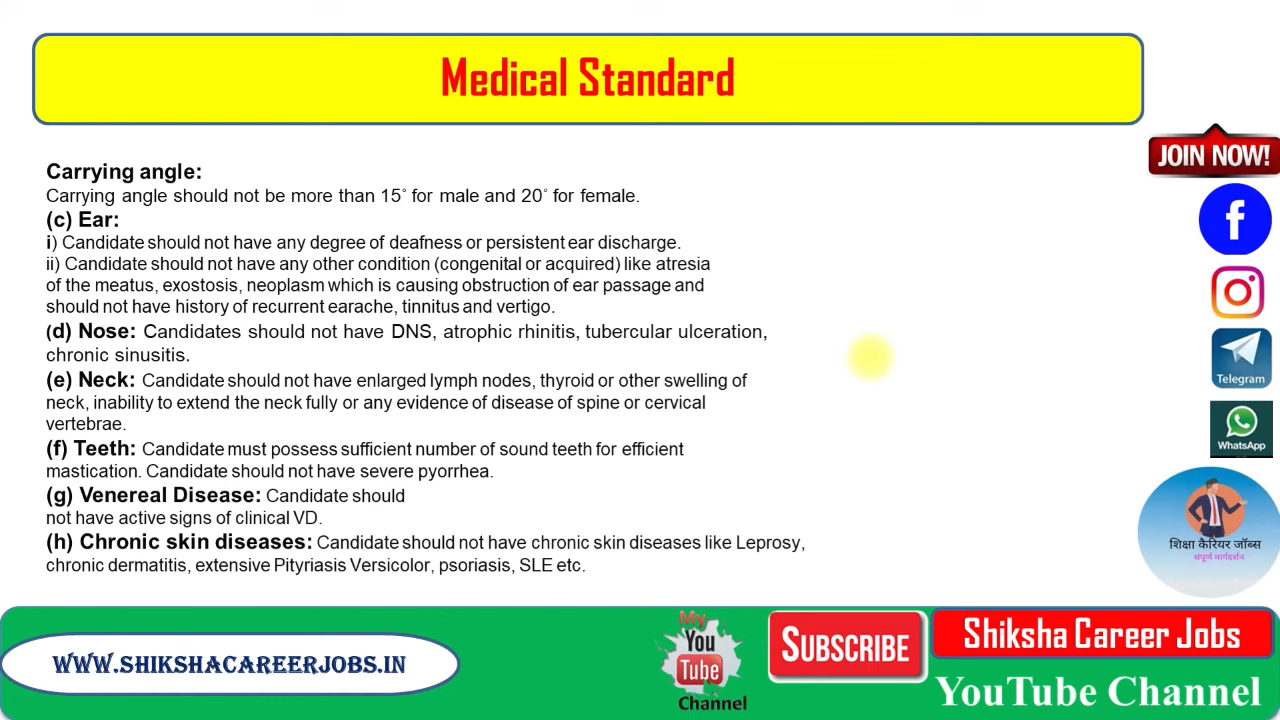 Medical Standard
Carrying angle:
Carrying angle should not be more than 15° for male and 20° for female.
(c) Ear:
i) Candidate should not have any degree of deafness or persistent ear discharge.
ii) Candidate should not have any other condition (congenital or acquired) like atresia
of the meatus, exostosis, neoplasm which is causing obstruction of ear passage and
should not have history of recurrent earache, tinnitus and vertigo.
(d) Nose: Candidates should not have DNS, atrophic rhinitis, tubercular ulceration,
chronic sinusitis.
(e) Neck: Candidate should not have enlarged lymph nodes, thyroid or other swelling of
neck, inability to extend the neck fully or any evidence of disease of spine or cervical
vertebrae.
(f) Teeth: Candidate must possess sufficient number of sound teeth for efficient
mastication. Candidate should not have severe pyorrhea.
(g) Venereal Disease: Candidate should
not have active signs of clinical VD.
(h) Chronic skin diseases: Candidate should not have chronic skin diseases like Leprosy,
chronic dermatitis, extensive Pityriasis Versicolor, psoriasis, SLE etc.
JOIN NOW!
f
Telegram
WhatsApp
शिक्षा कैरियर जॉब्स
संपूर्ण मार्गदर्शन
WWW.SHIKSHACAREERJOBS.IN
My
You
Tube
Channel
SUBSCRIBE
Shiksha Career Jobs
YouTube Channel